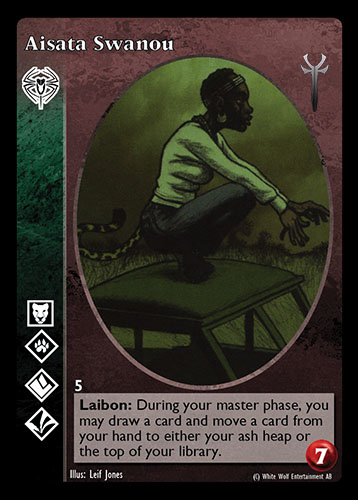 Aisata Swanou
5
Laibon: During your master phase, you
may draw a card and move a card from
your hand to either your ash heap or
the top of your library.
7
Illus: Leif Jones
(C) White Wolf Entertainment AB